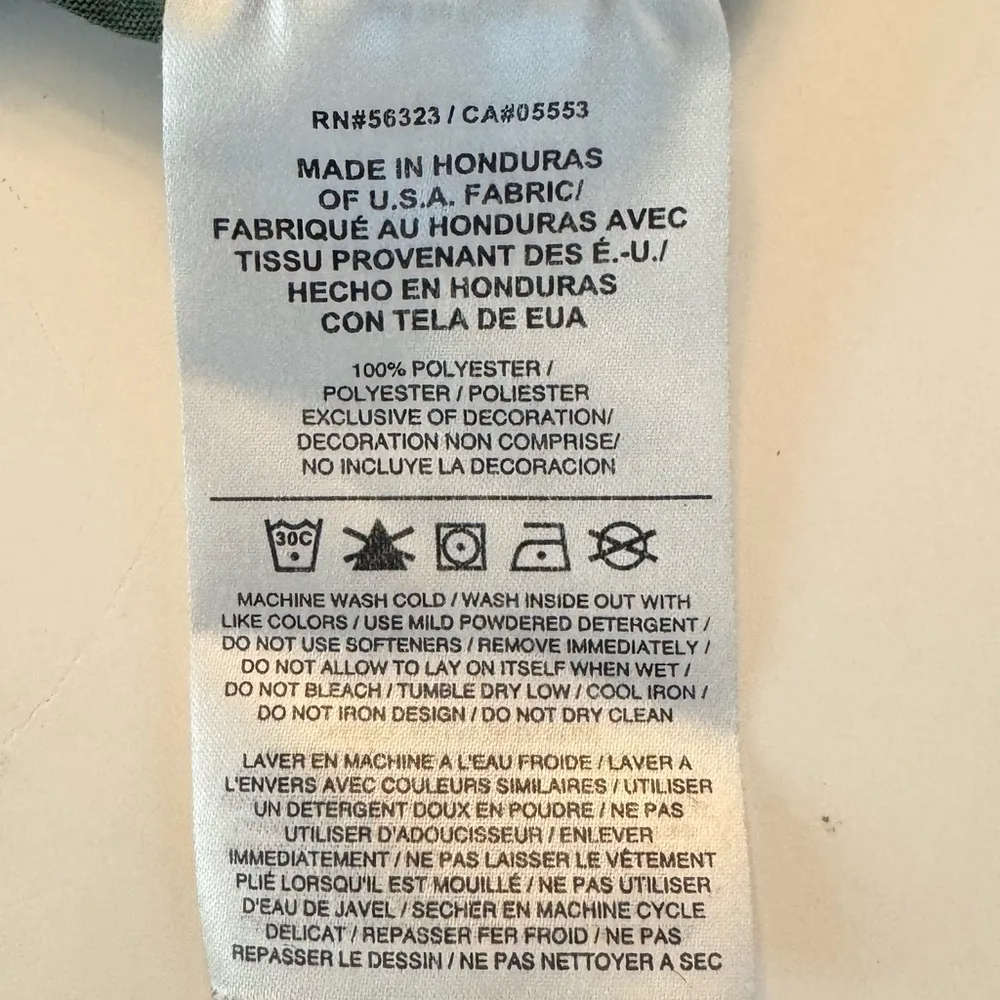 RN#56323 / CA#05553
MADE IN HONDURAS
OF U.S.A. FABRIC/
FABRIQUÉ AU HONDURAS AVEC
TISSU PROVENANT DES É.-U./
HECHO EN HONDURAS
CON TELA DE EUA
100% POLYESTER /
POLYESTER / POLIESTER
EXCLUSIVE OF DECORATION/
DECORATION NON COMPRISE/
NO INCLUYE LA DECORACION
30C
MACHINE WASH COLD / WASH INSIDE OUT WITH
LIKE COLORS / USE MILD POWDERED DETERGENT /
DO NOT USE SOFTENERS / REMOVE IMMEDIATELY /
DO NOT ALLOW TO LAY ON ITSELF WHEN WET /
DO NOT BLEACH / TUMBLE DRY LOW / COOL IRON /
DO NOT IRON DESIGN / DO NOT DRY CLEAN
LAVER EN MACHINE A L'EAU FROIDE / LAVER A
L'ENVERS AVEC COULEURS SIMILAIRES / UTILISER
UN DETERGENT DOUX EN POUDRE / NE PAS
UTILISER D'ADOUCISSEUR / ENLEVER
IMMEDIATEMENT / NE PAS LAISSER LE VÊTEMENT
PLIÉ LORSQU'IL EST MOUILLÉ / NE PAS UTILISER
D'EAU DE JAVEL / SECHER EN MACHINE CYCLE
DELICAT / REPASSER FER FROID / NE PAS
REPASSER LE DESSIN / NE PAS NETTOYER A SEC